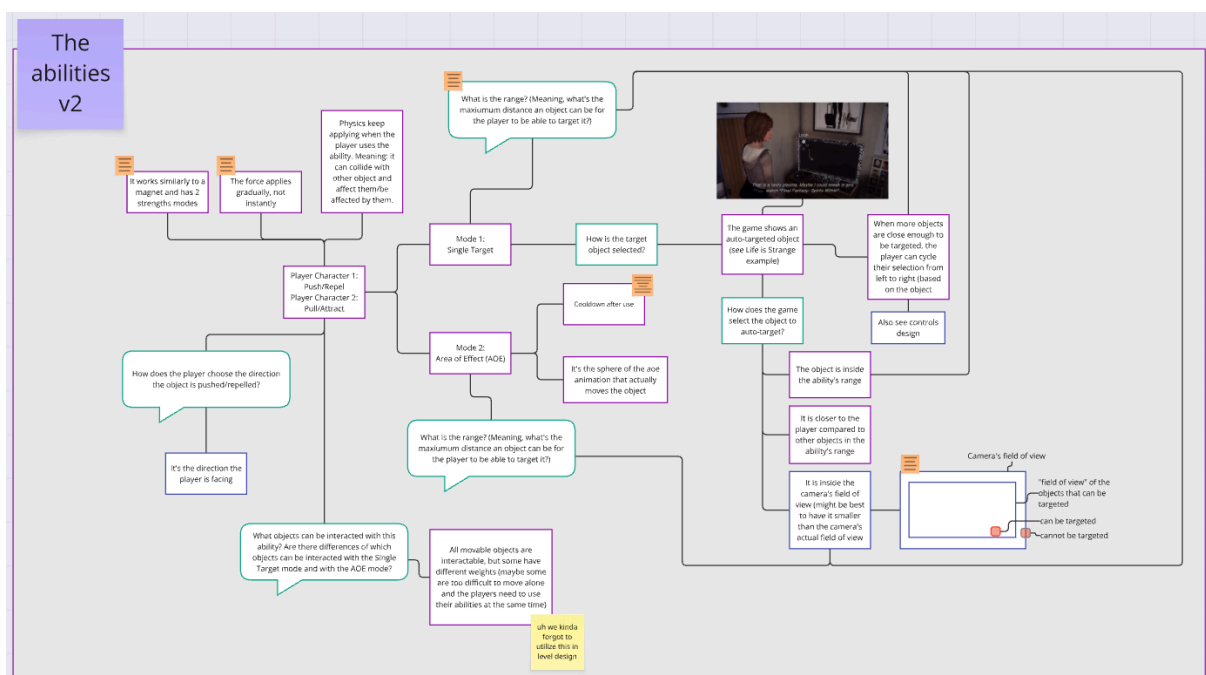 The
abilities
v2
What is the range? (Meaning, what's the
maxiumum distance an object can be for
the player to be able to target it?)
Physics keep
applying when the
player uses the
ability. Meaning: it
can collide with
other object and
affect them/be
affected by them.
It works similarly to a
magnet and has 2
strengths modes
The force applies
gradually, not
instantly
Mode 1:
Single Target
How is the target
object selected?
The game shows an
auto-targeted object
(see Life is Strange
example)
When more objects
are close enough to
be targeted, the
player can cycle
their selection from
left to right (based
on the object
Player Character 1:
Push/Repel
Player Character 2:
Pull/Attract
Cooldown after use
How does the game
select the object to
auto-target?
Also see controls
design
Mode 2:
Area of Effect (AOE)
It's the sphere of the aoe
animation that actually
moves the object
How does the player choose the direction
the object is pushed/repelled?
The object is inside
the ability's range
It is closer to the
player compared to
other objects in the
ability's range
What is the range? (Meaning, what's the
maxiumum distance an object can be for
the player to be able to target it?)
It's the direction the
player is facing
It is inside the
camera's field of
view (might be best
to have it smaller
than the camera's
actual field of view
Camera's field of view
"field of view" of the
objects that can be
targeted
can be targeted
cannot be targeted
What objects can be interacted with this
ability? Are there differences of which
objects can be interacted with the Single
Target mode and with the AOE mode?
All movable objects are
interactable, but some have
different weights (maybe some
are too difficult to move alone
and the players need to use
their abilities at the same time)
uh we kinda
forgot to
utilize this in
level design